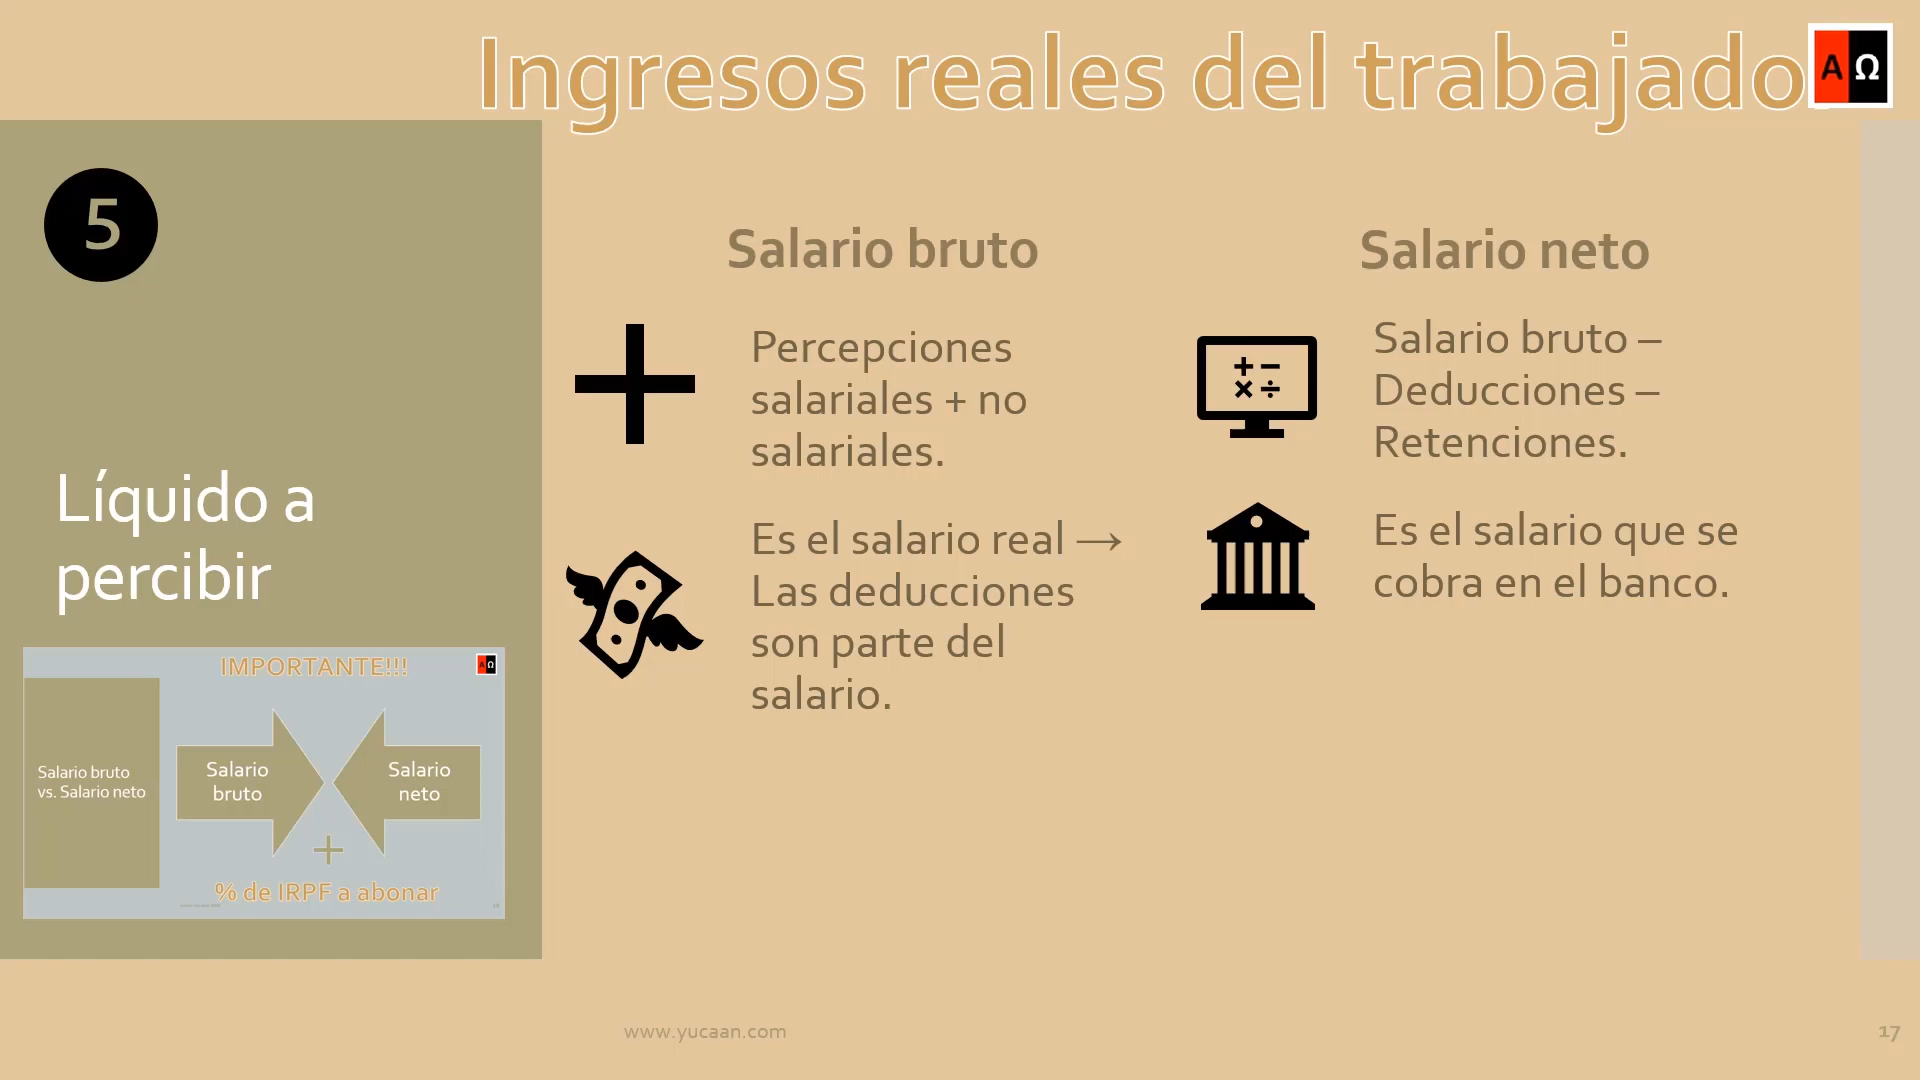 Ingresos reales del trabajado
A Ω
5
Líquido a
percibir
Salario bruto
Percepciones
salariales + no
salariales.
Es el salario real →
Las deducciones
son parte del
salario.
Salario neto
Salario bruto –
Deducciones –
Retenciones.
Es el salario que se
cobra en el banco.
IMPORTANTE!!!
A Ω
Salario bruto
vs. Salario neto
Salario
bruto
Salario
neto
+
% de IRPF a abonar
www.yucaan.com
17